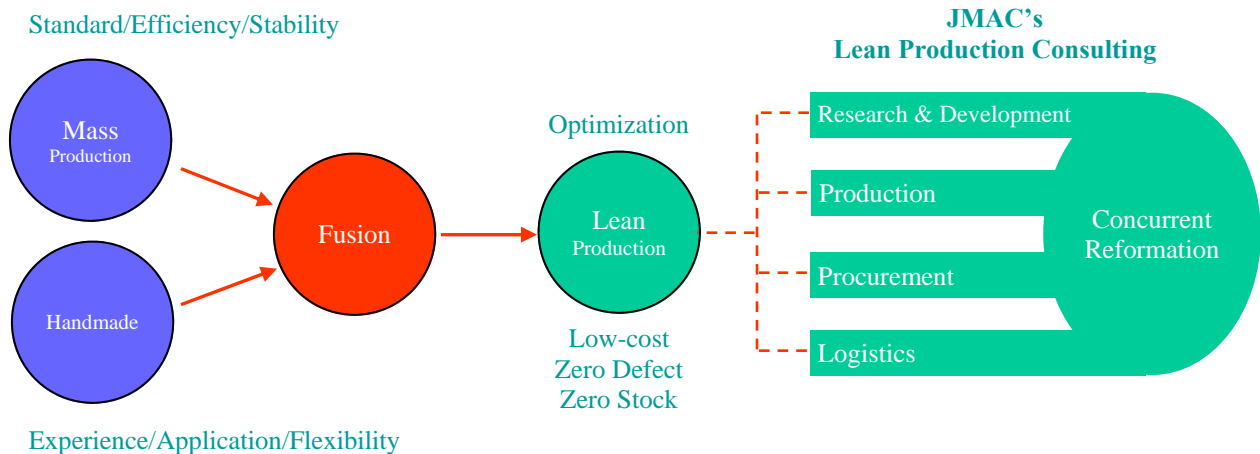 Standard/Efficiency/Stability
Mass
Production
Handmade
Experience/Application/Flexibility
Fusion
Optimization
Lean
Production
Low-cost
Zero Defect
Zero Stock
JMAC's
Lean Production Consulting
Research & Development
Production
Procurement
Logistics
Concurrent
Reformation